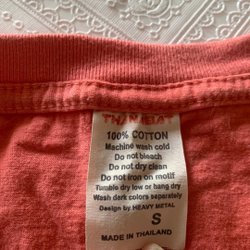 100% COTTON
Machine wash cold
Do not bleach
Do not dry clean
Do not iron on motif
Tumble dry low or hang dry
Wash dark colors separately
Design by HEAVY METAL
S
MADE IN THAILAND